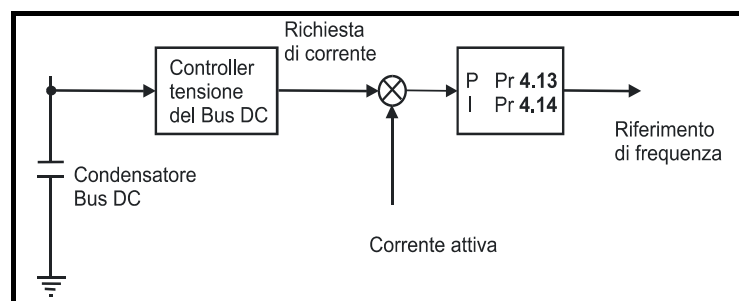 Richiesta
di corrente
Controller
tensione
del Bus DC
P Pr 4.13
I Pr 4.14
Riferimento
di frequenza
Condensatore
Bus DC
Corrente attiva